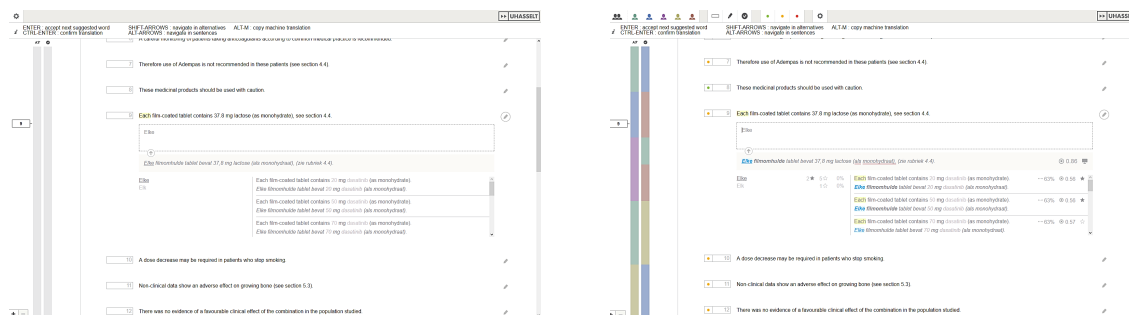 UHASSELT
ENTER : accept next suggested word SHIFT-ARROWS : navigate in alternatives ALT-M : copy machine translation
CTRL-ENTER : confirm translation ALT-ARROWS : navigate in sentences
7 Therefore use of Adempas is not recommended in these patients (see section 4.4).
8 These medicinal products should be used with caution.
9 Each film-coated tablet contains 37.8 mg lactose (as monohydrate), see section 4.4.
9
Elke
Elke filmomhulde tablet bevat 37,8 mg lactose (als monohydraat), (zie rubriek 4.4).
Elke
Elk
Each film-coated tablet contains 20 mg dasatinib (as monohydrate).
Elke filmomhulde tablet bevat 20 mg dasatinib (als monohydraat).
Each film-coated tablet contains 50 mg dasatinib (as monohydrate).
Elke filmomhulde tablet bevat 50 mg dasatinib (als monohydraat).
Each film-coated tablet contains 70 mg dasatinib (as monohydrate).
Elke filmomhulde tablet bevat 70 mg dasatinib (als monohydraat).
10 A dose decrease may be required in patients who stop smoking.
11 Non-clinical data show an adverse effect on growing bone (see section 5.3).
12 There was no evidence of a favourable clinical effect of the combination in the population studied.
UHASSELT
ENTER : accept next suggested word SHIFT-ARROWS : navigate in alternatives ALT-M : copy machine translation
CTRL-ENTER : confirm translation ALT-ARROWS : navigate in sentences
7 Therefore use of Adempas is not recommended in these patients (see section 4.4).
8 These medicinal products should be used with caution.
9 Each film-coated tablet contains 37.8 mg lactose (as monohydrate), see section 4.4.
9
Elke
Elke filmomhulde tablet bevat 37,8 mg lactose (als monohydraat), (zie rubriek 4.4). 0.86
Elke
Elk
Each film-coated tablet contains 20 mg dasatinib (as monohydrate). 63% 0.56
Elke filmomhulde tablet bevat 20 mg dasatinib (als monohydraat).
Each film-coated tablet contains 50 mg dasatinib (as monohydrate). 63% 0.56
Elke filmomhulde tablet bevat 50 mg dasatinib (als monohydraat).
Each film-coated tablet contains 70 mg dasatinib (as monohydrate). 63% 0.57
Elke filmomhulde tablet bevat 70 mg dasatinib (als monohydraat).
10 A dose decrease may be required in patients who stop smoking.
11 Non-clinical data show an adverse effect on growing bone (see section 5.3).
12 There was no evidence of a favourable clinical effect of the combination in the population studied.